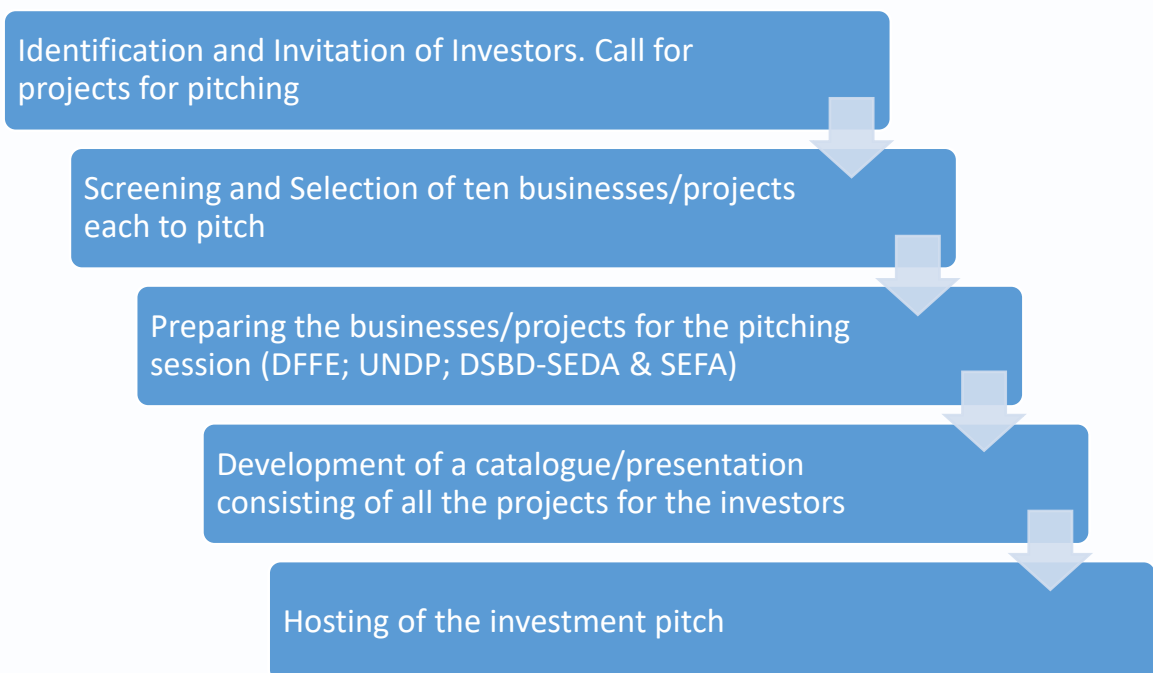 Identification and Invitation of Investors. Call for
projects for pitching
Screening and Selection of ten businesses/projects
each to pitch
Preparing the businesses/projects for the pitching
session (DFFE; UNDP; DSBD-SEDA & SEFA)
Development of a catalogue/presentation
consisting of all the projects for the investors
Hosting of the investment pitch